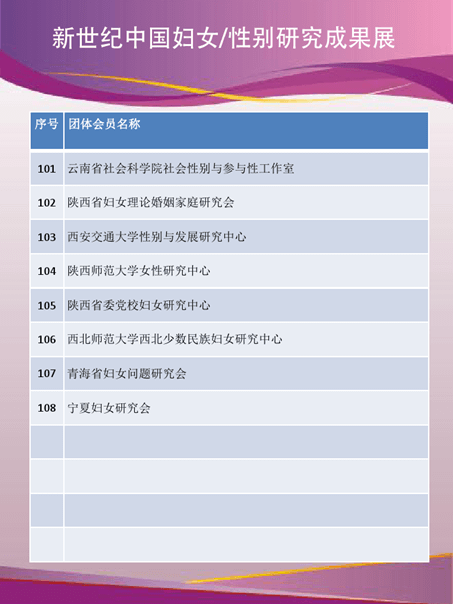 新世纪中国妇女/性别研究成果展
序号 团体会员名称
101 云南省社会科学院社会性别与参与性工作室
102 陕西省妇女理论婚姻家庭研究会
103 西安交通大学性别与发展研究中心
104 陕西师范大学女性研究中心
105 陕西省委党校妇女研究中心
106 西北师范大学西北少数民族妇女研究中心
107 青海省妇女问题研究会
108 宁夏妇女研究会